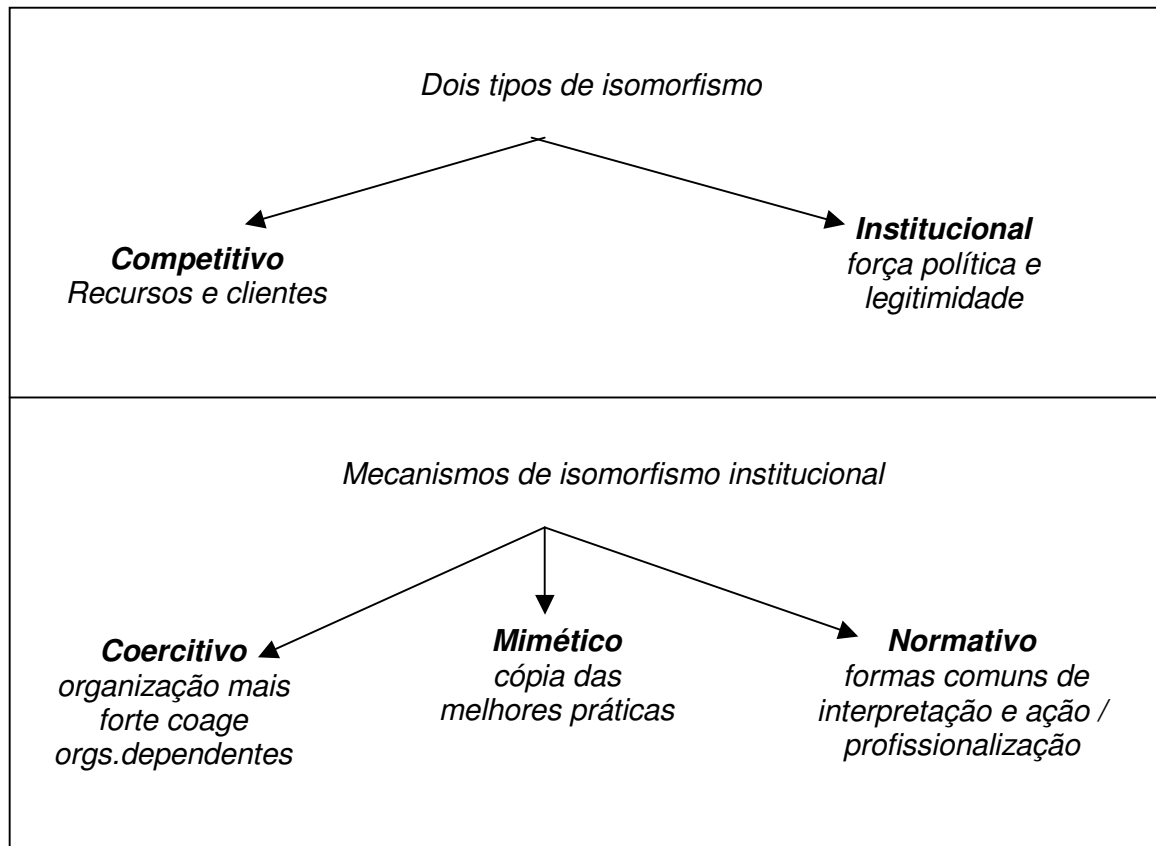 Dois tipos de isomorfismo
Competitivo
Recursos e clientes
Institucional
força política e
legitimidade
Mecanismos de isomorfismo institucional
Coercitivo
organização mais
forte coage
orgs.dependentes
Mimético
cópia das
melhores práticas
Normativo
formas comuns de
interpretação e ação /
profissionalização